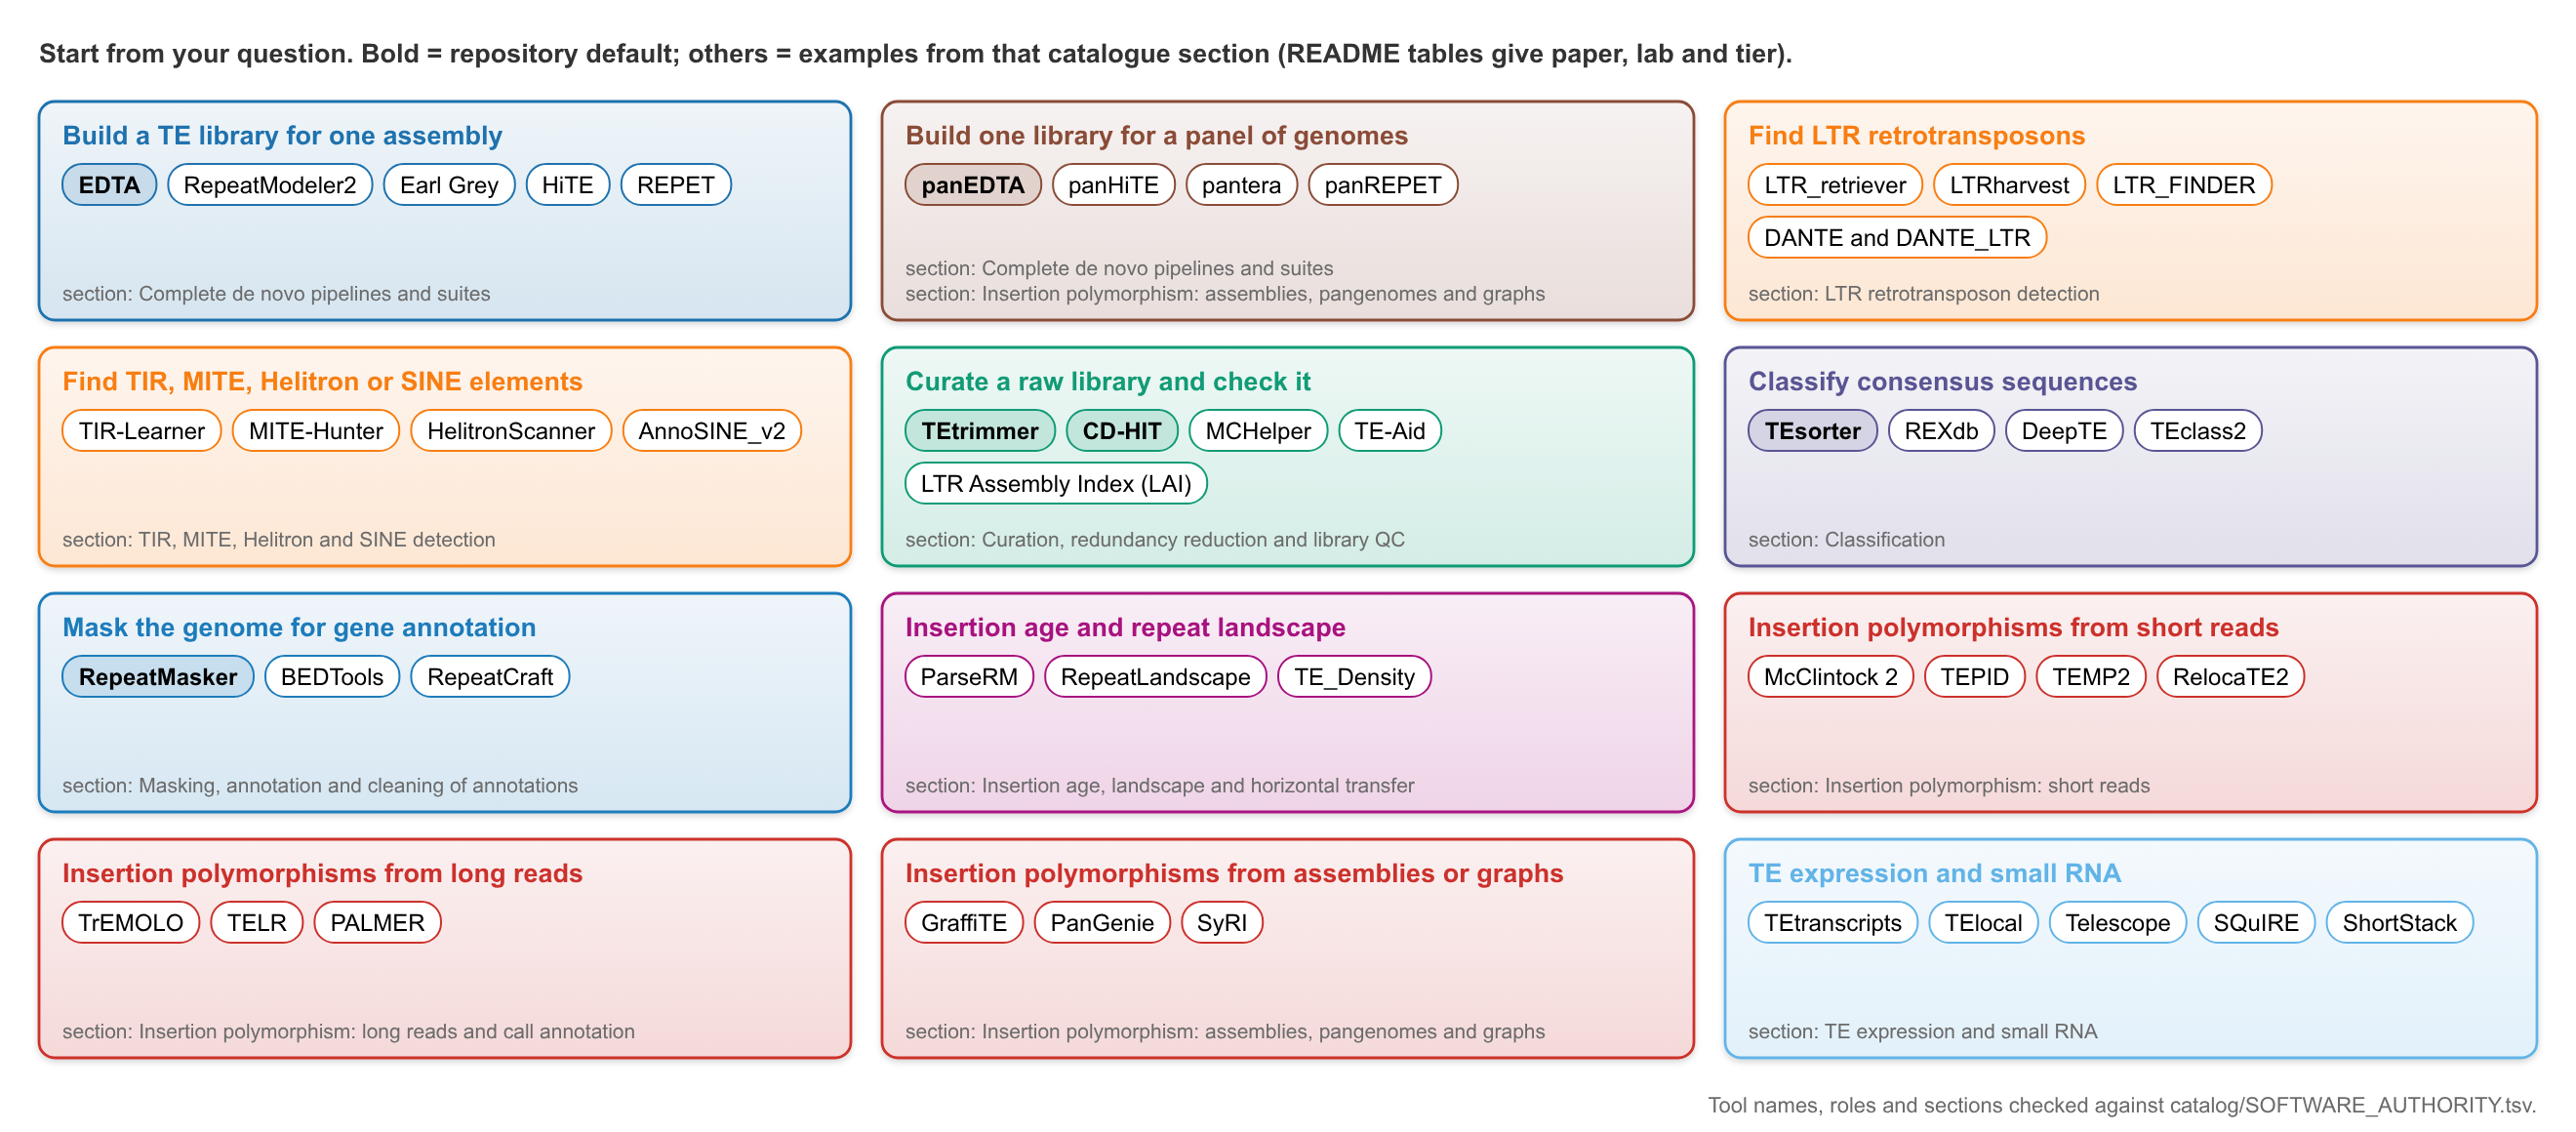 Start from your question. Bold = repository default; others = examples from that catalogue section (README tables give paper, lab and tier).
Build a TE library for one assembly
EDTA RepeatModeler2 Earl Grey HiTE REPET
section: Complete de novo pipelines and suites
Build one library for a panel of genomes
panEDTA panHiTE pantera panREPET
section: Complete de novo pipelines and suites
section: Insertion polymorphism: assemblies, pangenomes and graphs
Find LTR retrotransposons
LTR_retriever LTRharvest LTR_FINDER
DANTE and DANTE_LTR
section: LTR retrotransposon detection
Find TIR, MITE, Helitron or SINE elements
TIR-Learner MITE-Hunter HelitronScanner AnnoSINE_v2
section: TIR, MITE, Helitron and SINE detection
Curate a raw library and check it
TEtrimmer CD-HIT MCHelper TE-Aid
LTR Assembly Index (LAI)
section: Curation, redundancy reduction and library QC
Classify consensus sequences
TEsorter REXdb DeepTE TEclass2
section: Classification
Mask the genome for gene annotation
RepeatMasker BEDTools RepeatCraft
section: Masking, annotation and cleaning of annotations
Insertion age and repeat landscape
ParseRM RepeatLandscape TE_Density
section: Insertion age, landscape and horizontal transfer
Insertion polymorphisms from short reads
McClintock 2 TEPID TEMP2 RelocaTE2
section: Insertion polymorphism: short reads
Insertion polymorphisms from long reads
TrEMOLO TELR PALMER
section: Insertion polymorphism: long reads and call annotation
Insertion polymorphisms from assemblies or graphs
GraffiTE PanGenie SyRI
section: Insertion polymorphism: assemblies, pangenomes and graphs
TE expression and small RNA
TEtranscripts TElocal Telescope SQuIRE ShortStack
section: TE expression and small RNA
Tool names, roles and sections checked against catalog/SOFTWARE_AUTHORITY.tsv.